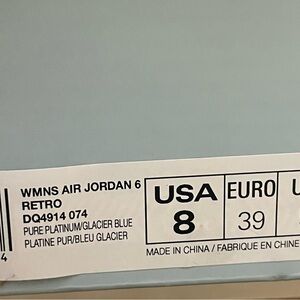 WMNS AIR JORDAN 6
RETRO
DQ4914 074
PURE PLATINUM/GLACIER BLUE
PLATINE PUR/BLEU GLACIER
USA
8
EURO
39
MADE IN CHINA / FABRIQUE EN CHINE
4